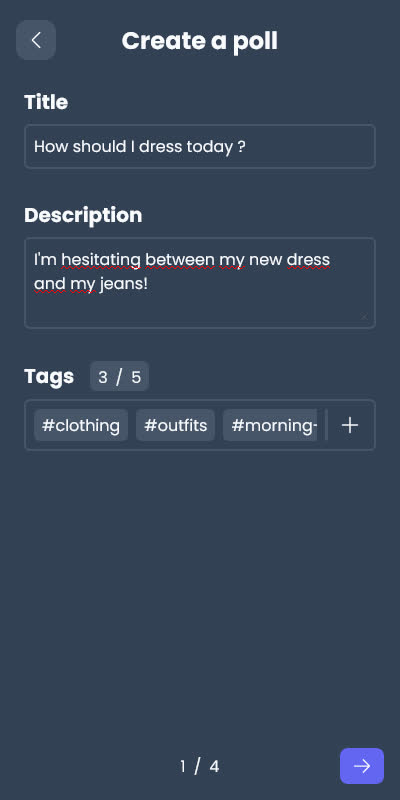 Create a poll
Title
How should I dress today ?
Description
I'm hesitating between my new dress
and my jeans!
Tags 3 / 5
#clothing #outfits #morning-
1 / 4